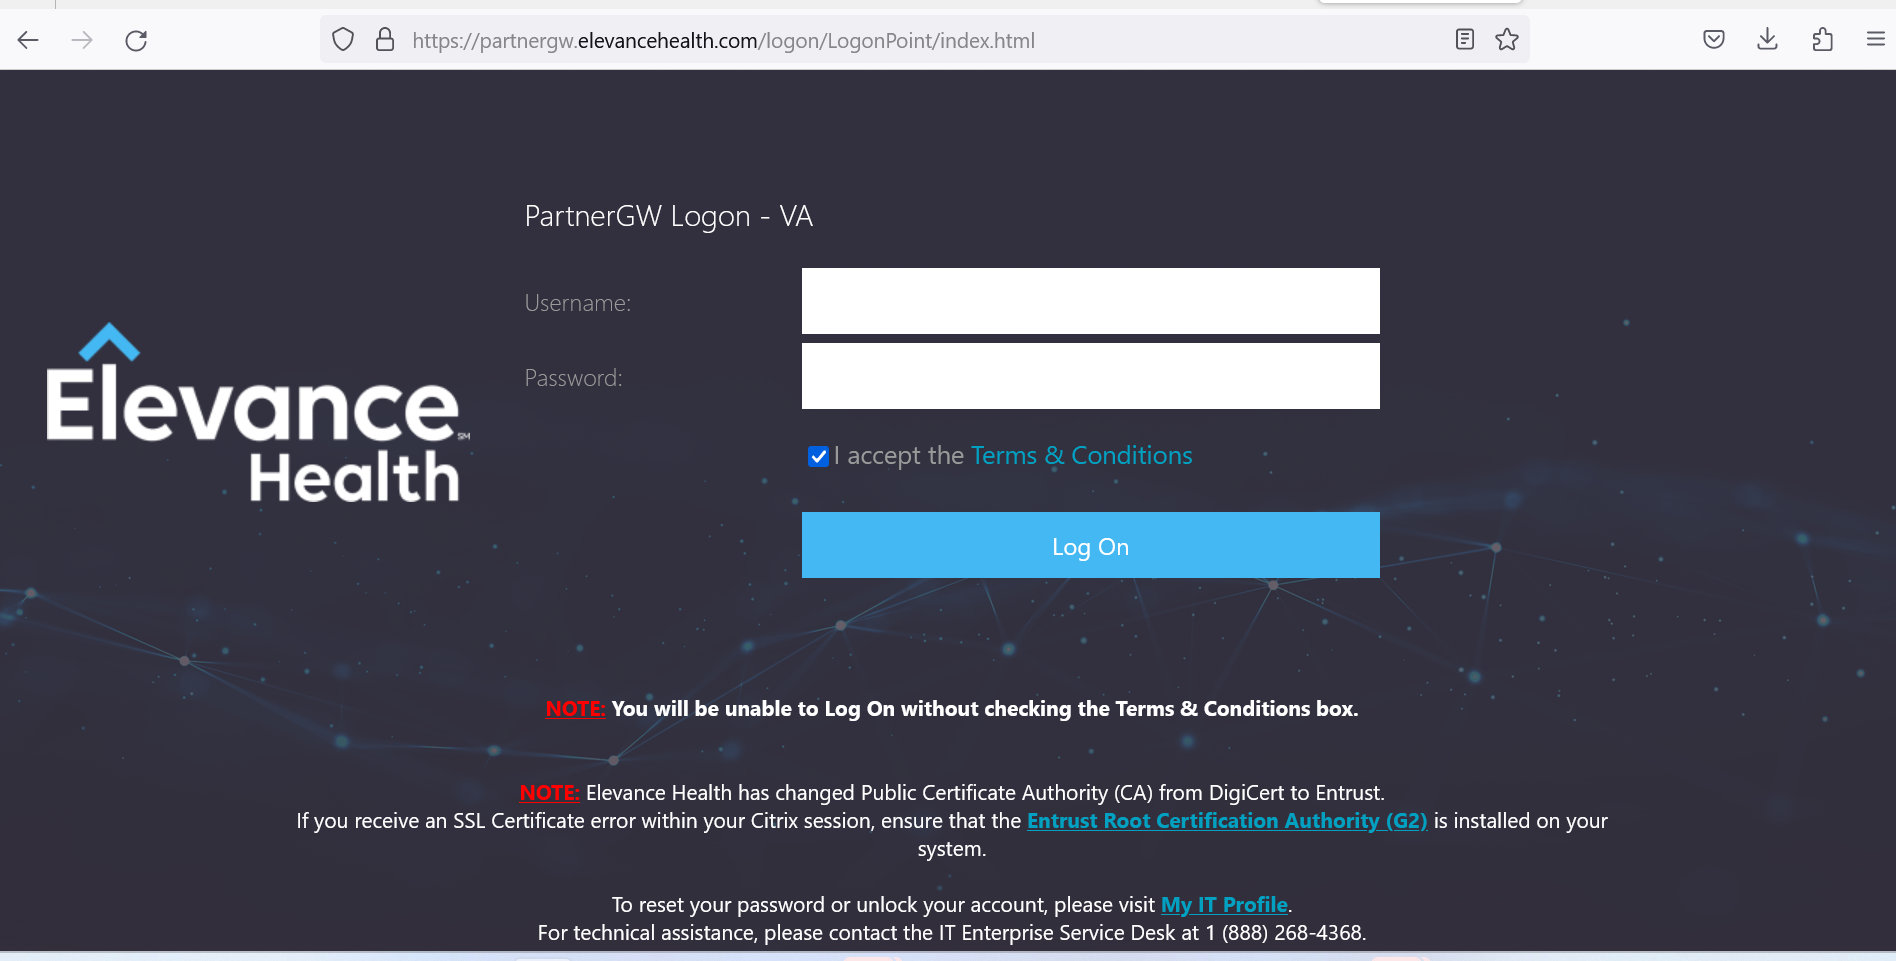 https://partnergw.elevancehealth.com/logon/LogonPoint/index.html
PartnerGW Logon - VA
Username:
Elevance
SM
Health
Password:
I accept the Terms & Conditions
Log On
NOTE: You will be unable to Log On without checking the Terms & Conditions box.
NOTE: Elevance Health has changed Public Certificate Authority (CA) from DigiCert to Entrust.
If you receive an SSL Certificate error within your Citrix session, ensure that the Entrust Root Certification Authority (G2) is installed on your
system.
To reset your password or unlock your account, please visit My IT Profile.
For technical assistance, please contact the IT Enterprise Service Desk at 1 (888) 268-4368.